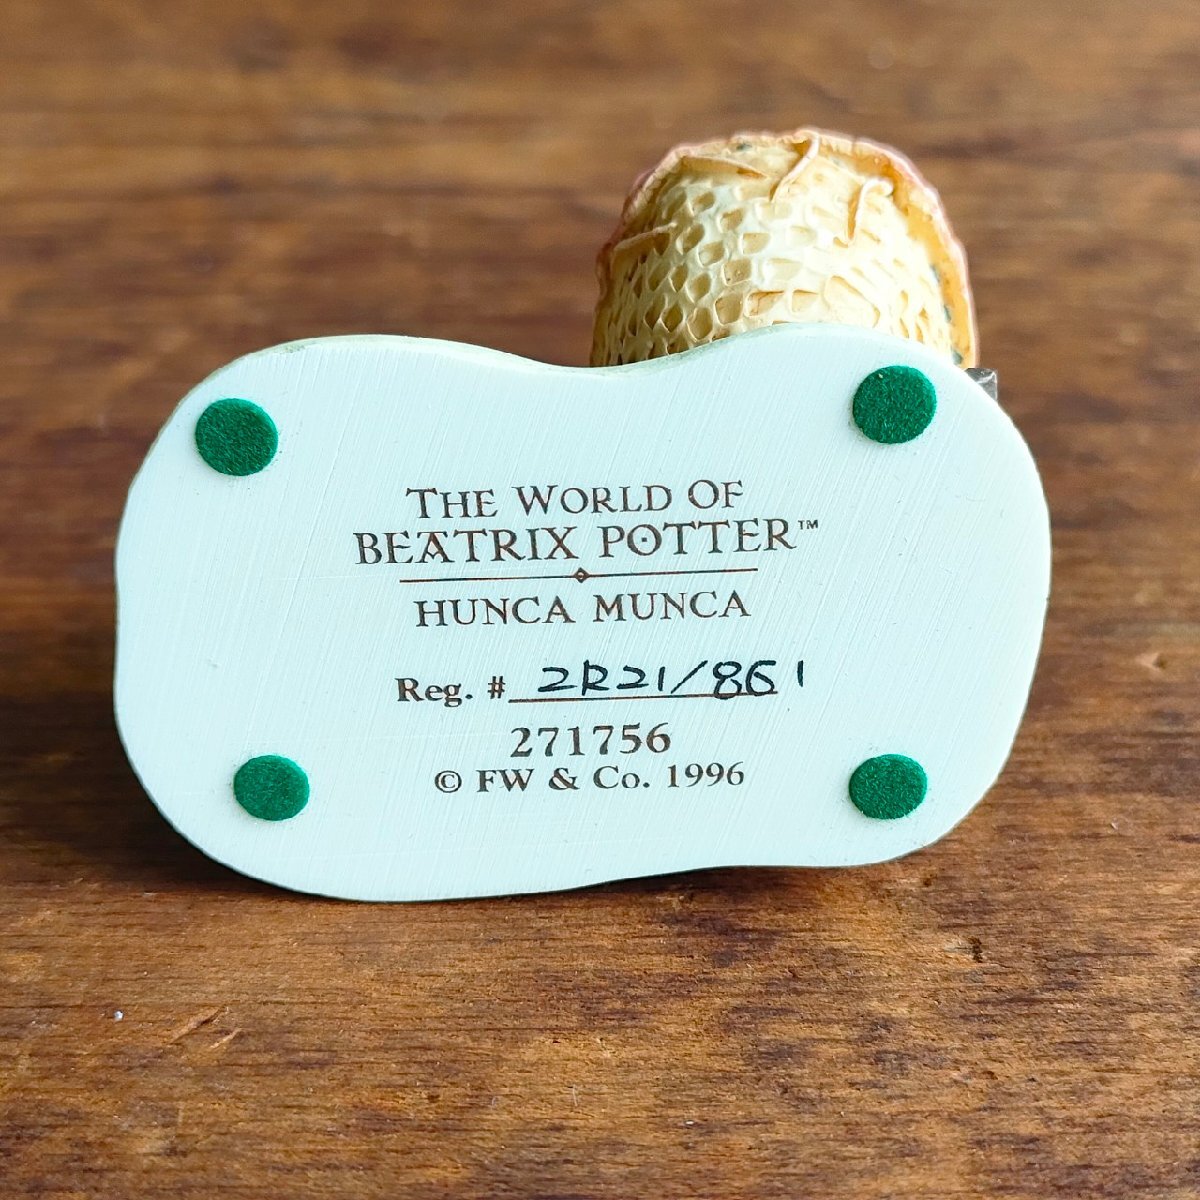 THE WORLD OF
BEATRIX POTTER™
HUNCA MUNCA
Reg. # 2R21/861
271756
© FW & Co. 1996